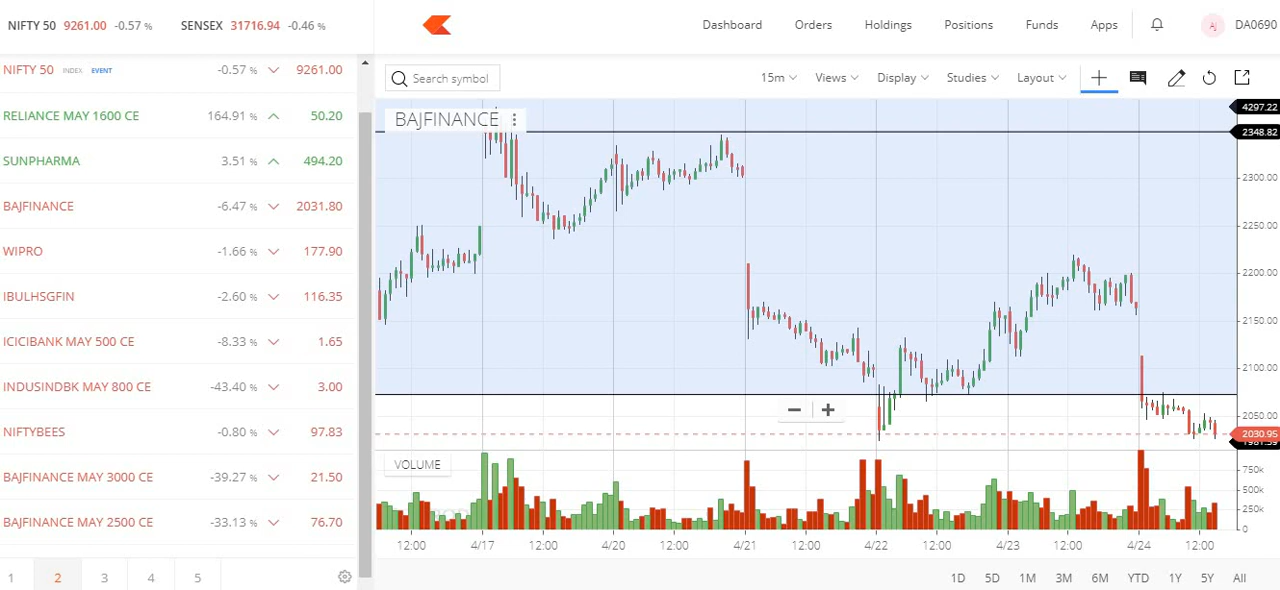 NIFTY 50 9261.00 -0.57 % SENSEX 31716.94 -0.46 %
Dashboard Orders Holdings Positions Funds Apps AJ DA0690
NIFTY 50 INDEX EVENT -0.57 % 9261.00
RELIANCE MAY 1600 CE 164.91 % 50.20
SUNPHARMA 3.51 % 494.20
BAJFINANCE -6.47 % 2031.80
WIPRO -1.66 % 177.90
IBULHSGFIN -2.60 % 116.35
ICICIBANK MAY 500 CE -8.33 % 1.65
INDUSINDBK MAY 800 CE -43.40 % 3.00
NIFTYBEES -0.80 % 97.83
BAJFINANCE MAY 3000 CE -39.27 % 21.50
BAJFINANCE MAY 2500 CE -33.13 % 76.70
1 2 3 4 5
Search symbol 15m Views Display Studies Layout
BAJFINANCE
4297.22
2348.82
2300.00
2250.00
2200.00
2150.00
2100.00
2050.00
2030.95
VOLUME
750k
500k
250k
0
12:00 4/17 12:00 4/20 12:00 4/21 12:00 4/22 12:00 4/23 12:00 4/24 12:00
1D 5D 1M 3M 6M YTD 1Y 5Y All